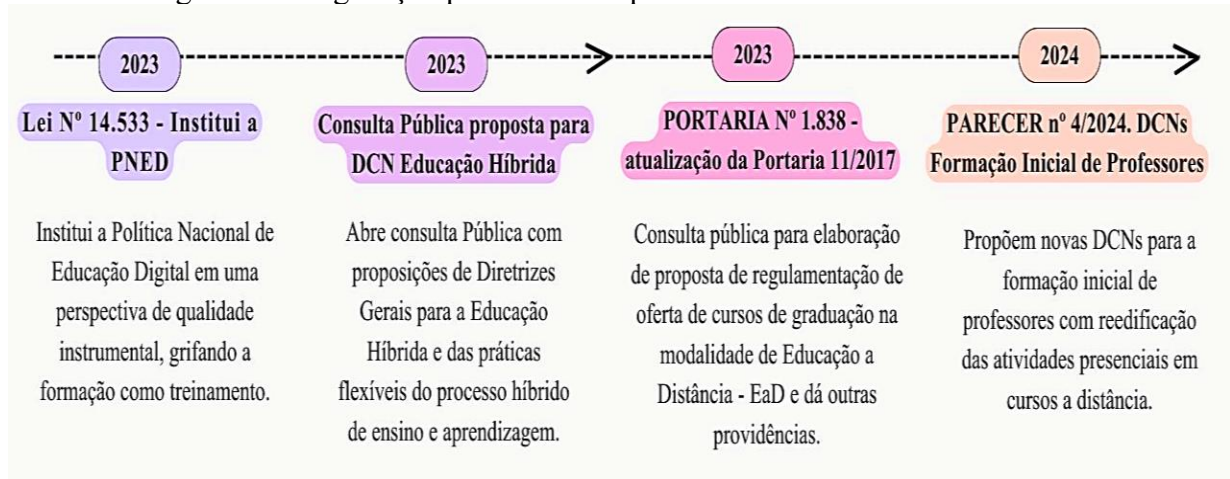 2023
Lei Nº 14.533 - Institui a
PNED
Institui a Política Nacional de
Educação Digital em uma
perspectiva de qualidade
instrumental, grifando a
formação como treinamento.
2023
Consulta Pública proposta para
DCN Educação Híbrida
Abre consulta Pública com
proposições de Diretrizes
Gerais para a Educação
Híbrida e das práticas
flexíveis do processo híbrido
de ensino e aprendizagem.
2023
PORTARIA Nº 1.838 -
atualização da Portaria 11/2017
Consulta pública para elaboração
de proposta de regulamentação de
oferta de cursos de graduação na
modalidade de Educação a
Distância - EaD e dá outras
providências.
2024
PARECER nº 4/2024. DCNs
Formação Inicial de Professores
Propõem novas DCNs para a
formação inicial de
professores com reedificação
das atividades presenciais em
cursos a distância.